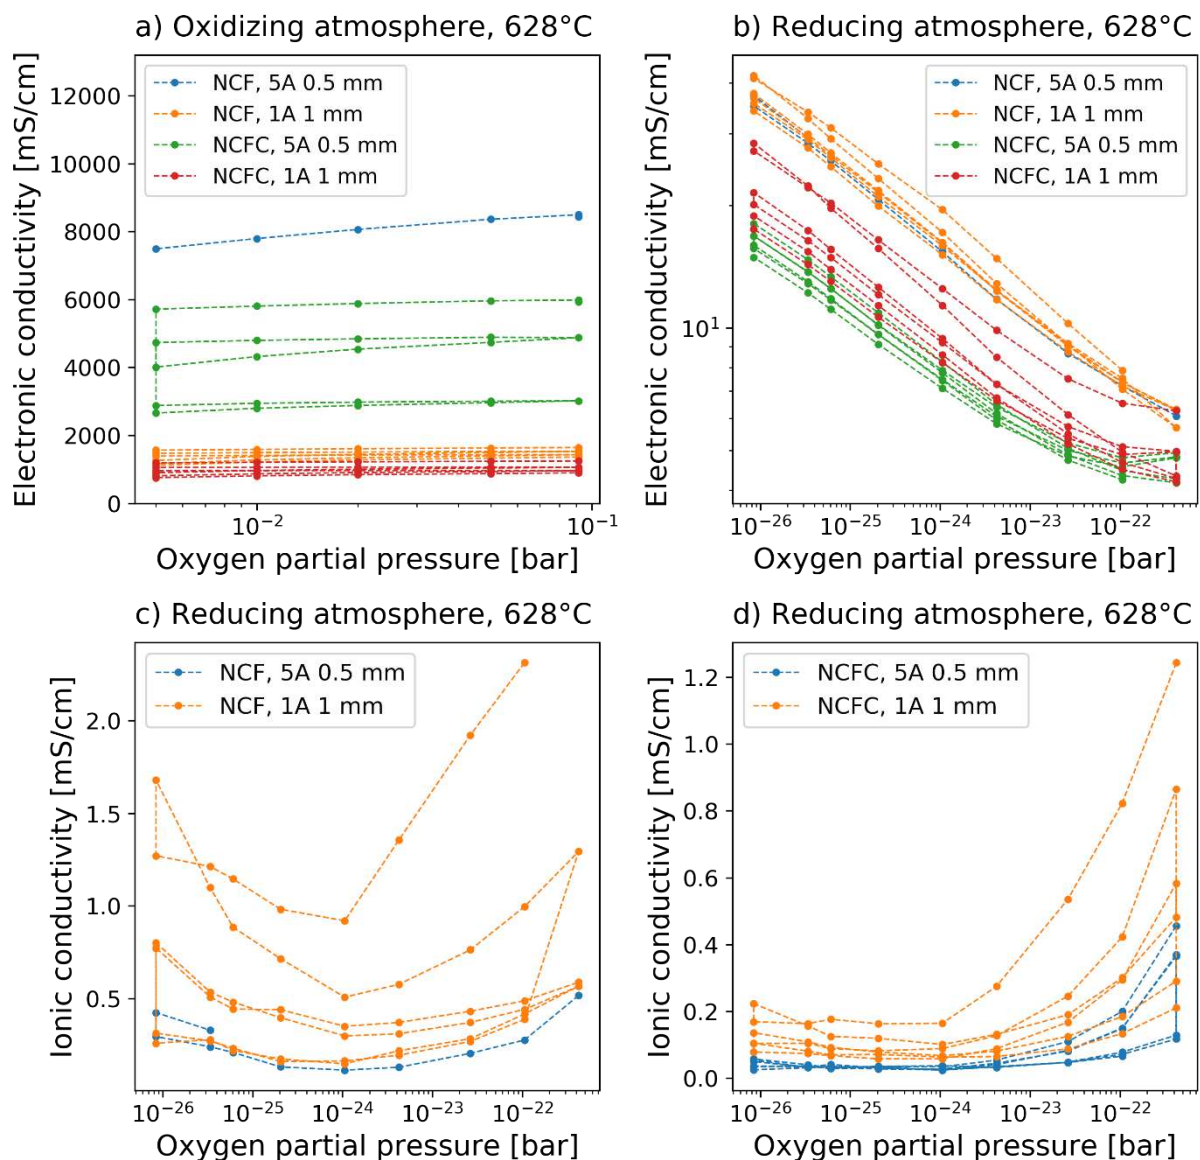 a) Oxidizing atmosphere, 628°C
Electronic conductivity [mS/cm]
12000
10000
8000
6000
4000
2000
0
NCF, 5A 0.5 mm
NCF, 1A 1 mm
NCFC, 5A 0.5 mm
NCFC, 1A 1 mm
10⁻² 10⁻¹
Oxygen partial pressure [bar]
b) Reducing atmosphere, 628°C
Electronic conductivity [mS/cm]
10¹
NCF, 5A 0.5 mm
NCF, 1A 1 mm
NCFC, 5A 0.5 mm
NCFC, 1A 1 mm
10⁻²⁶ 10⁻²⁵ 10⁻²⁴ 10⁻²³ 10⁻²²
Oxygen partial pressure [bar]
c) Reducing atmosphere, 628°C
Ionic conductivity [mS/cm]
2.0
1.5
1.0
0.5
NCF, 5A 0.5 mm
NCF, 1A 1 mm
10⁻²⁶ 10⁻²⁵ 10⁻²⁴ 10⁻²³ 10⁻²²
Oxygen partial pressure [bar]
d) Reducing atmosphere, 628°C
Ionic conductivity [mS/cm]
1.2
1.0
0.8
0.6
0.4
0.2
0.0
NCFC, 5A 0.5 mm
NCFC, 1A 1 mm
10⁻²⁶ 10⁻²⁵ 10⁻²⁴ 10⁻²³ 10⁻²²
Oxygen partial pressure [bar]